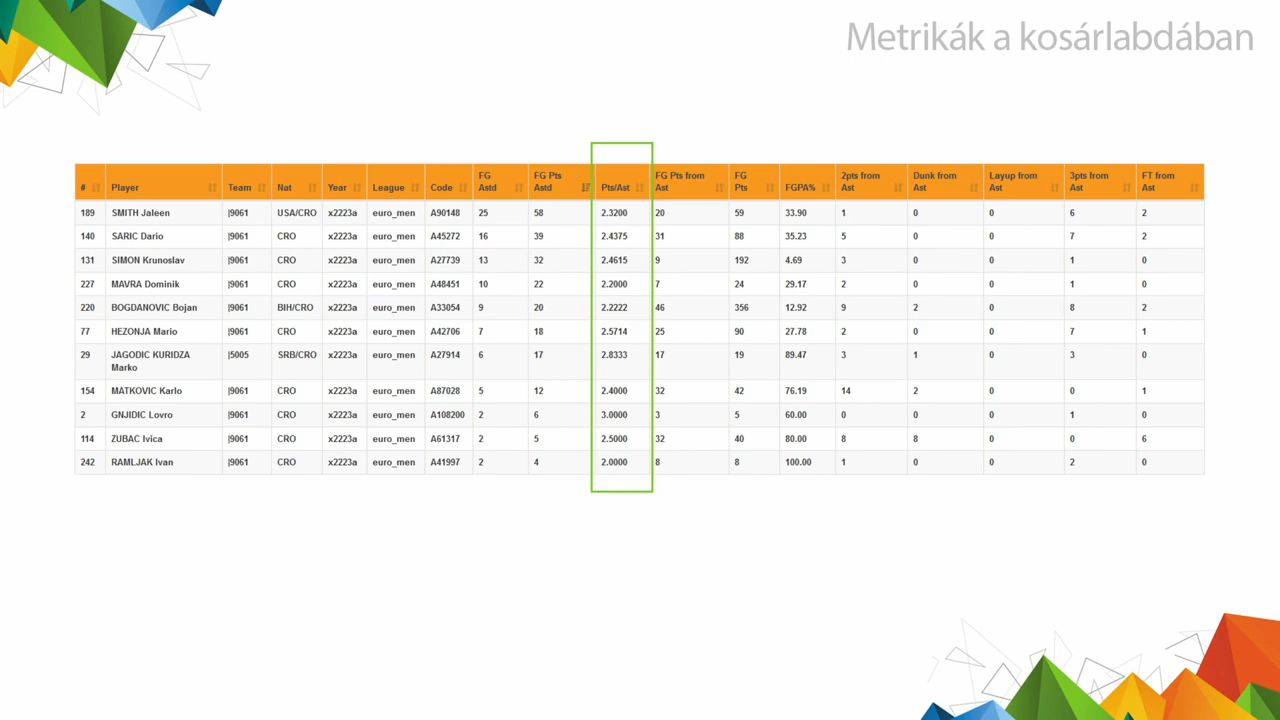 Metrikák a kosárlabdában
# Player Team Nat Year League Code FG Astd FG Pts Astd Pts/Ast FG Pts from Ast FG Pts FGPA% 2pts from Ast Dunk from Ast Layup from Ast 3pts from Ast FT from Ast
189 SMITH Jaleen |9061 USA/CRO x2223a euro_men A90148 25 58 2.3200 20 59 33.90 1 0 0 6 2
140 SARIC Dario |9061 CRO x2223a euro_men A45272 16 39 2.4375 31 88 35.23 5 0 0 7 2
131 SIMON Krunoslav |9061 CRO x2223a euro_men A27739 13 32 2.4615 9 192 4.69 3 0 0 1 0
227 MAVRA Dominik |9061 CRO x2223a euro_men A48451 10 22 2.2000 7 24 29.17 2 0 0 1 0
220 BOGDANOVIC Bojan |9061 BIH/CRO x2223a euro_men A33054 9 20 2.2222 46 356 12.92 9 2 0 8 2
77 HEZONJA Mario |9061 CRO x2223a euro_men A42706 7 18 2.5714 25 90 27.78 2 0 0 7 1
29 JAGODIC KURIDZA Marko |5005 SRB/CRO x2223a euro_men A27914 6 17 2.8333 17 19 89.47 3 1 0 3 0
154 MATKOVIC Karlo |9061 CRO x2223a euro_men A87028 5 12 2.4000 32 42 76.19 14 2 0 0 1
2 GNJIDIC Lovro |9061 CRO x2223a euro_men A108200 2 6 3.0000 3 5 60.00 0 0 0 1 0
114 ZUBAC Ivica |9061 CRO x2223a euro_men A61317 2 5 2.5000 32 40 80.00 8 8 0 0 6
242 RAMLJAK Ivan |9061 CRO x2223a euro_men A41997 2 4 2.0000 8 8 100.00 1 0 0 2 0